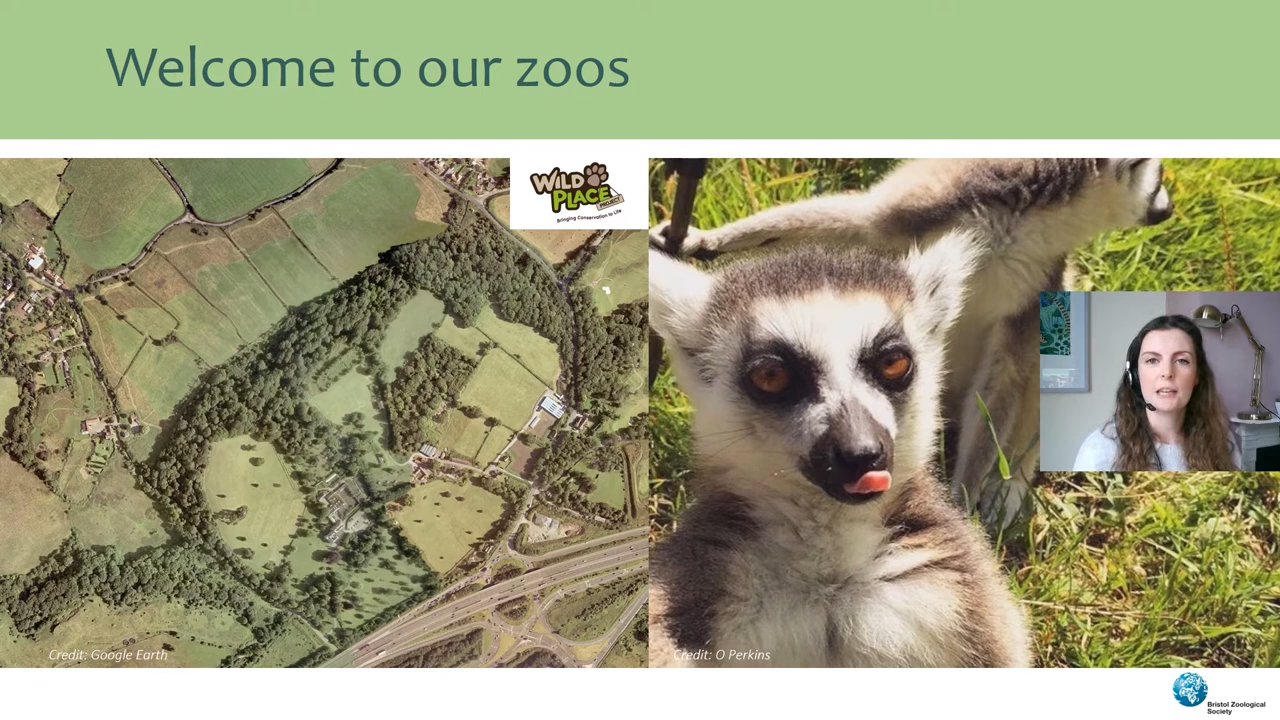 Welcome to our zoos
WILD
PLACE
PROJECT
Bringing Conservation to Life
Credit: Google Earth
Credit: O Perkins
Bristol Zoological
Society